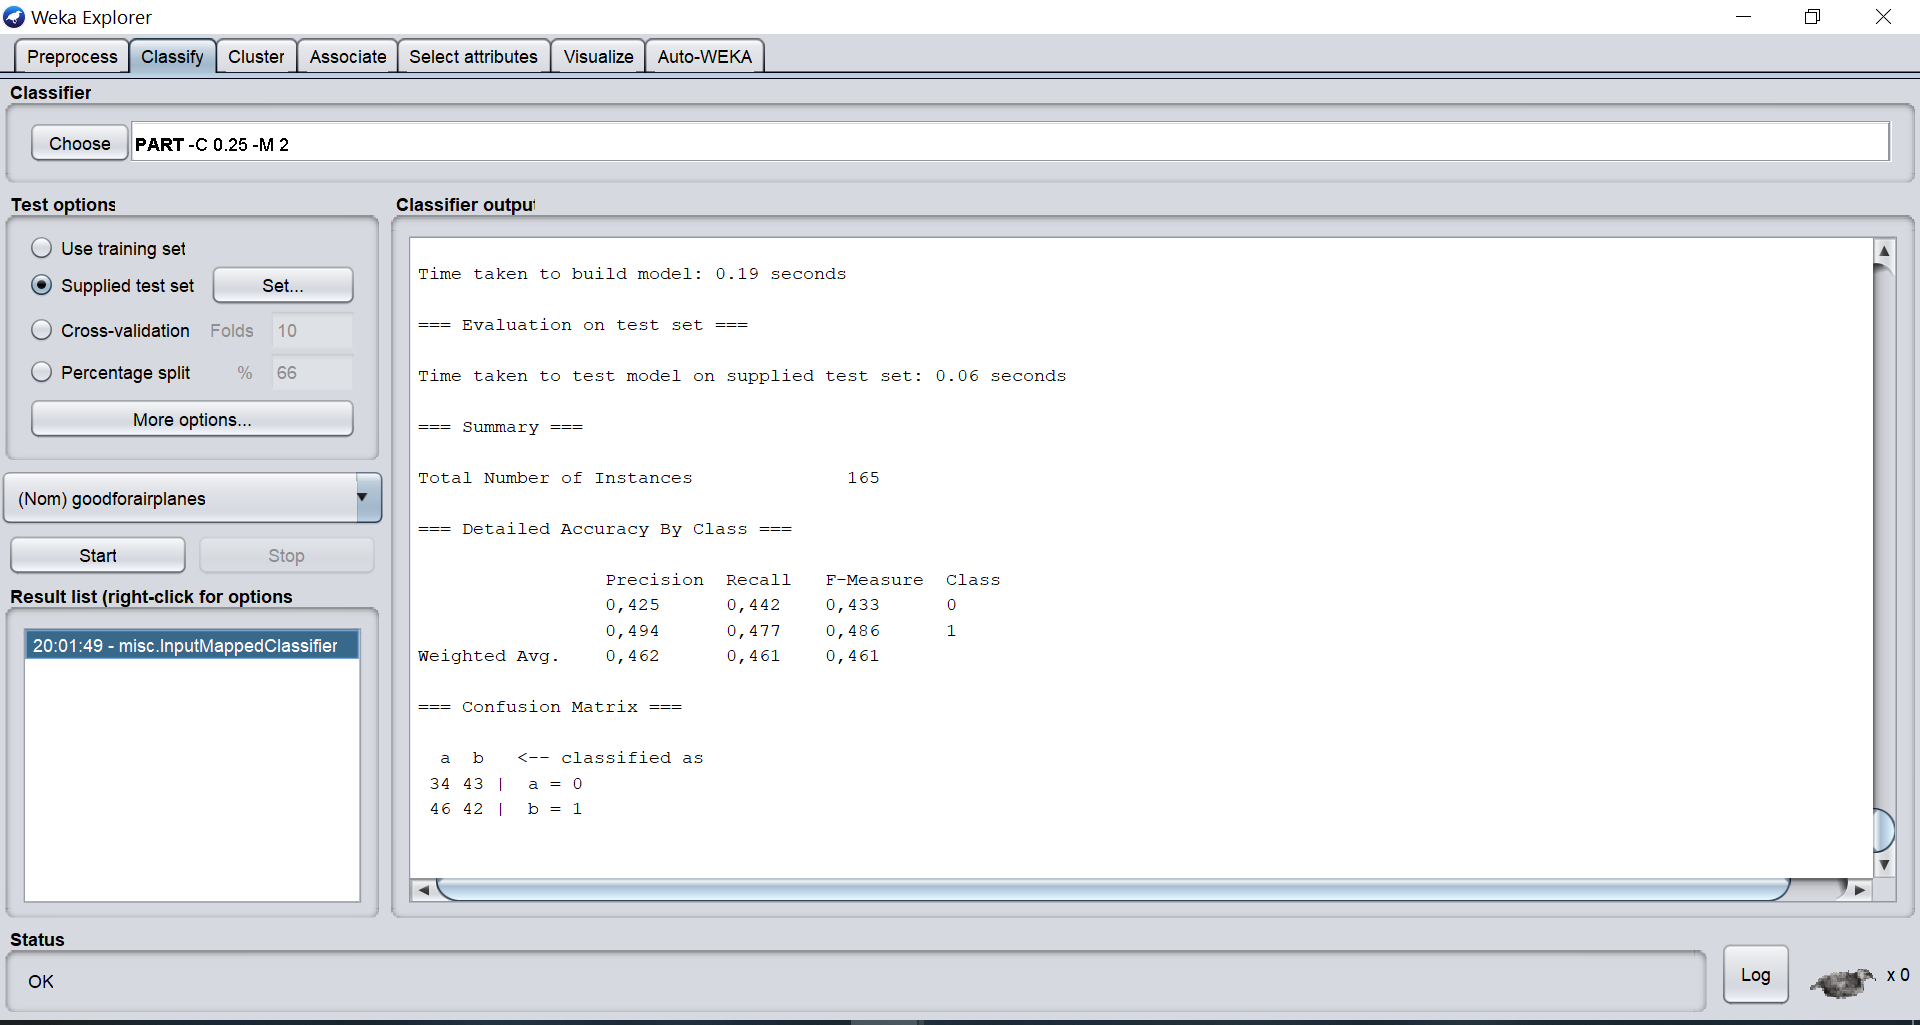 Weka Explorer
Preprocess Classify Cluster Associate Select attributes Visualize Auto-WEKA
Classifier
Choose PART -C 0.25 -M 2
Test options
Use training set
Supplied test set Set...
Cross-validation Folds 10
Percentage split % 66
More options...
(Nom) goodforairplanes
Start Stop
Result list (right-click for options
20:01:49 - misc.InputMappedClassifier
Classifier output
Time taken to build model: 0.19 seconds
=== Evaluation on test set ===
Time taken to test model on supplied test set: 0.06 seconds
=== Summary ===
Total Number of Instances 165
=== Detailed Accuracy By Class ===
Precision Recall F-Measure Class
0,425 0,442 0,433 0
0,494 0,477 0,486 1
Weighted Avg. 0,462 0,461 0,461
=== Confusion Matrix ===
a b <-- classified as
34 43 | a = 0
46 42 | b = 1
Status
OK
Log x 0